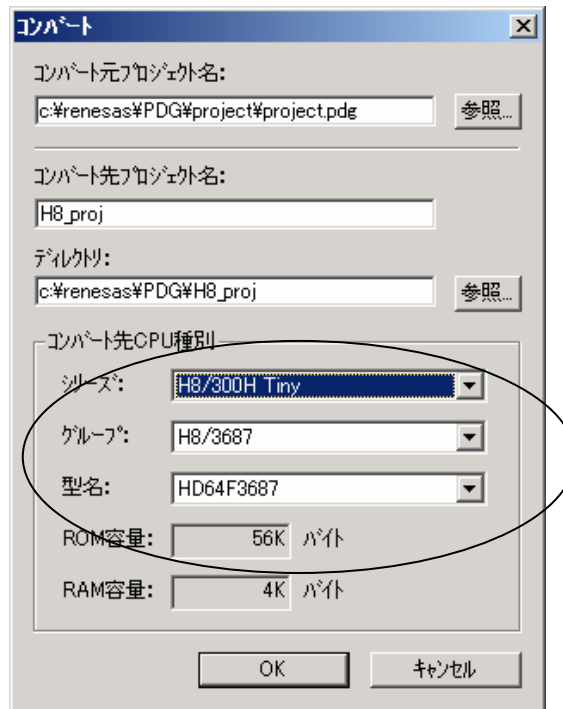 コンバート
コンバート元プロジェクト名:
c:¥renesas¥PDG¥project¥project.pdg 参照...
コンバート先プロジェクト名:
H8_proj
ディレクトリ:
c:¥renesas¥PDG¥H8_proj 参照...
コンバート先CPU種別
シリーズ: H8/300H Tiny
グループ: H8/3687
型名: HD64F3687
ROM容量: 56K バイト
RAM容量: 4K バイト
OK キャンセル